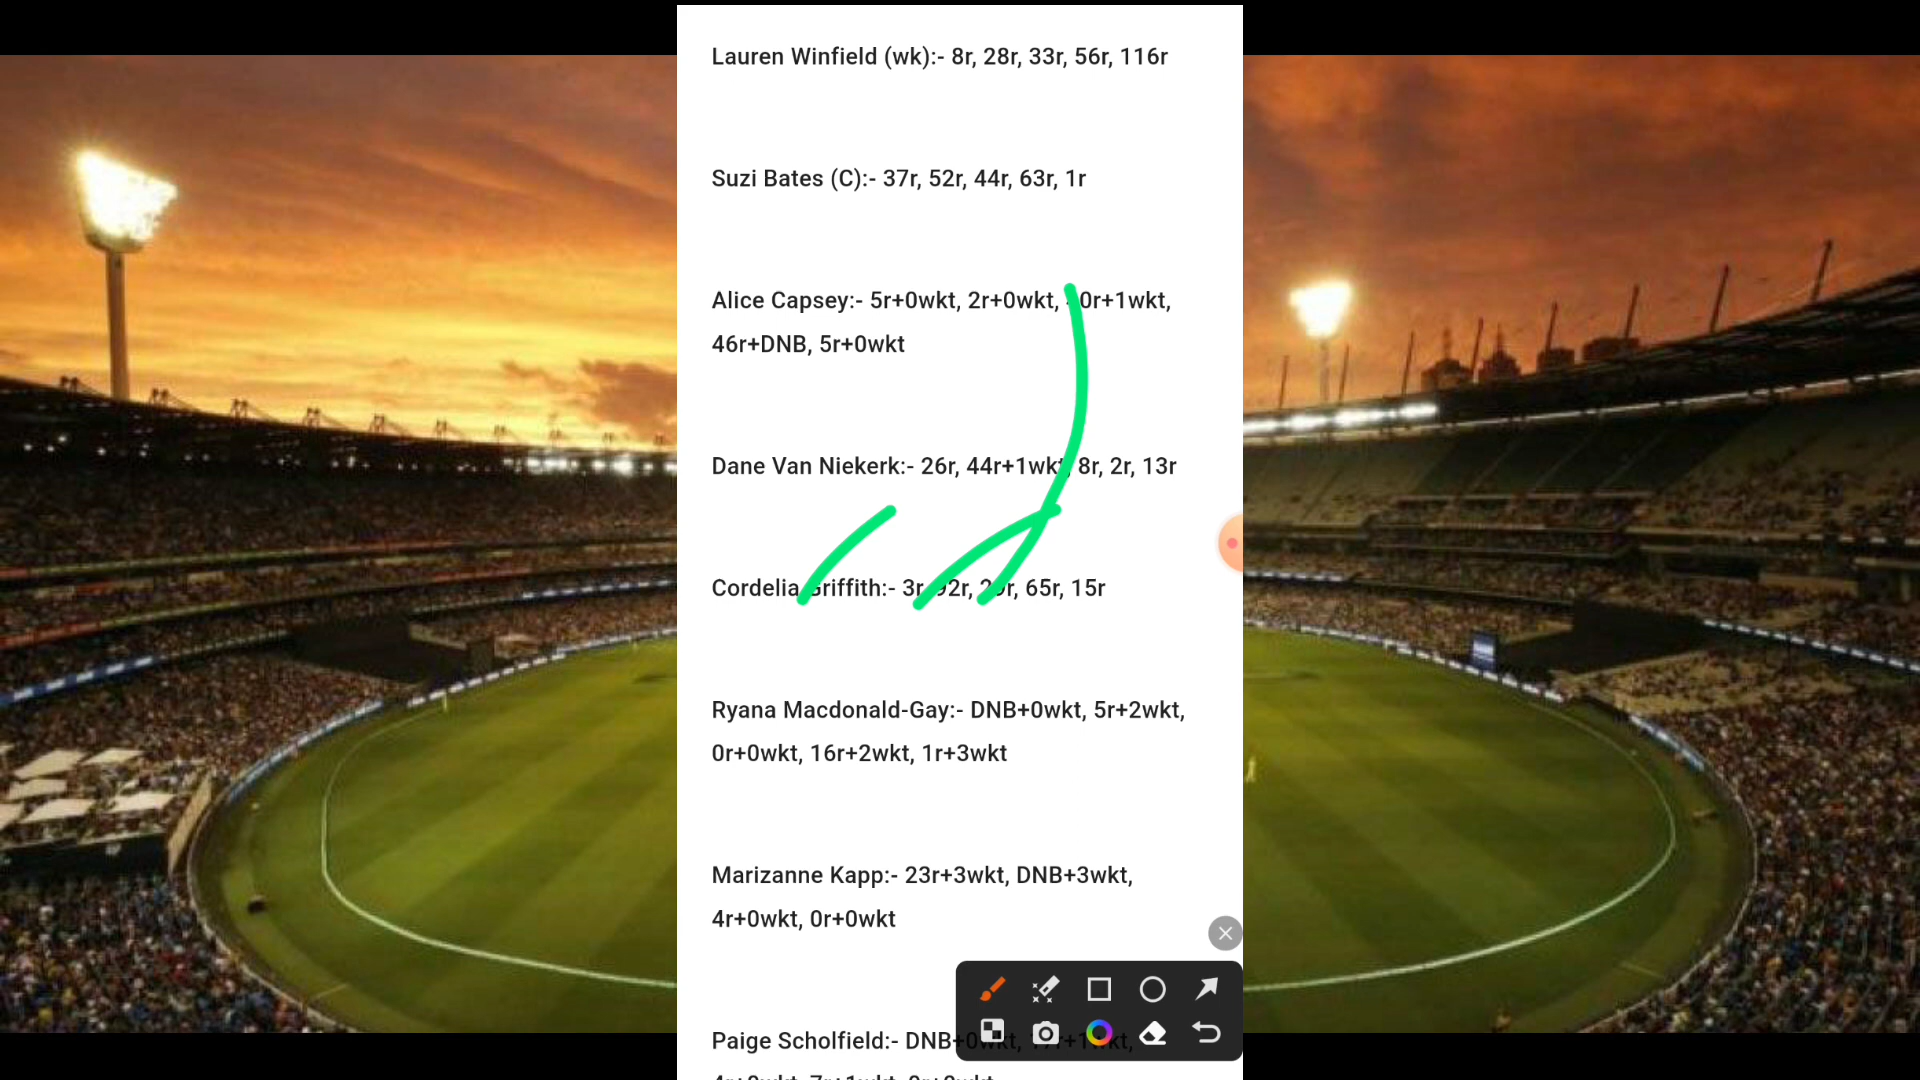 Lauren Winfield (wk):- 8r, 28r, 33r, 56r, 116r
Suzi Bates (C):- 37r, 52r, 44r, 63r, 1r
Alice Capsey:- 5r+0wkt, 2r+0wkt, 0r+1wkt,
46r+DNB, 5r+0wkt
Dane Van Niekerk:- 26r, 44r+1wkt, 8r, 2r, 13r
Cordelia Griffith:- 3r, 65r, 15r
Ryana Macdonald-Gay:- DNB+0wkt, 5r+2wkt,
0r+0wkt, 16r+2wkt, 1r+3wkt
Marizanne Kapp:- 23r+3wkt, DNB+3wkt,
4r+0wkt, 0r+0wkt
Paige Scholfield:- DNB+0wkt,